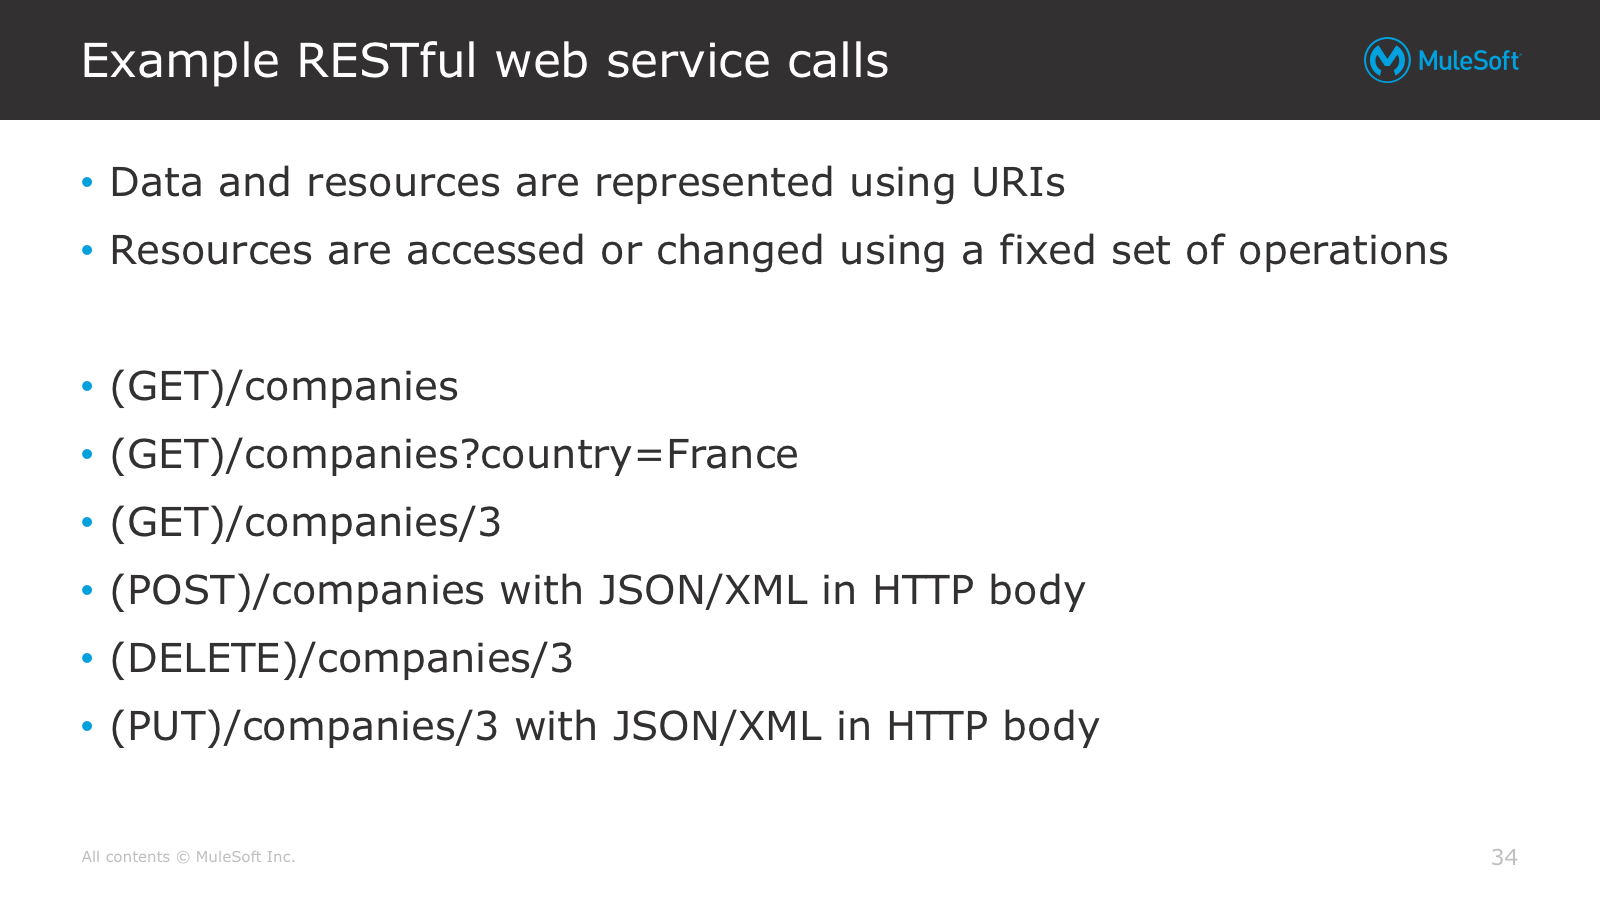 Example RESTful web service calls
MuleSoft
• Data and resources are represented using URIs
• Resources are accessed or changed using a fixed set of operations
• (GET)/companies
• (GET)/companies?country=France
• (GET)/companies/3
• (POST)/companies with JSON/XML in HTTP body
• (DELETE)/companies/3
• (PUT)/companies/3 with JSON/XML in HTTP body
All contents © MuleSoft Inc.
34